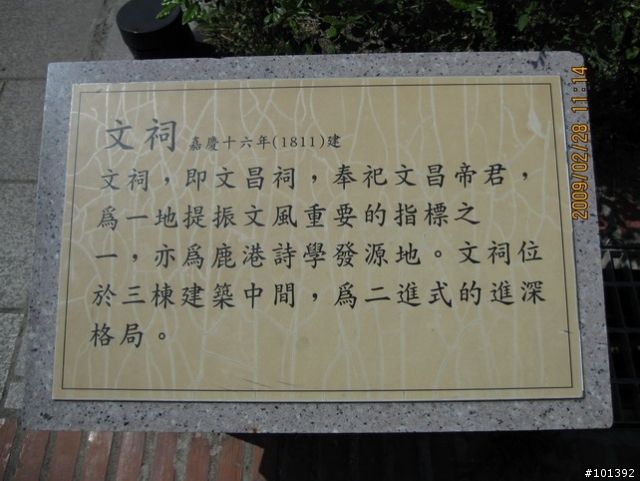 文祠 嘉慶十六年(1811)建
文祠，即文昌祠，奉祀文昌帝君，
為一地提振文風重要的指標之
一，亦為鹿港詩學發源地。文祠位
於三棟建築中間，為二進式的進深
格局。
2009/02/28 11:14
#101392